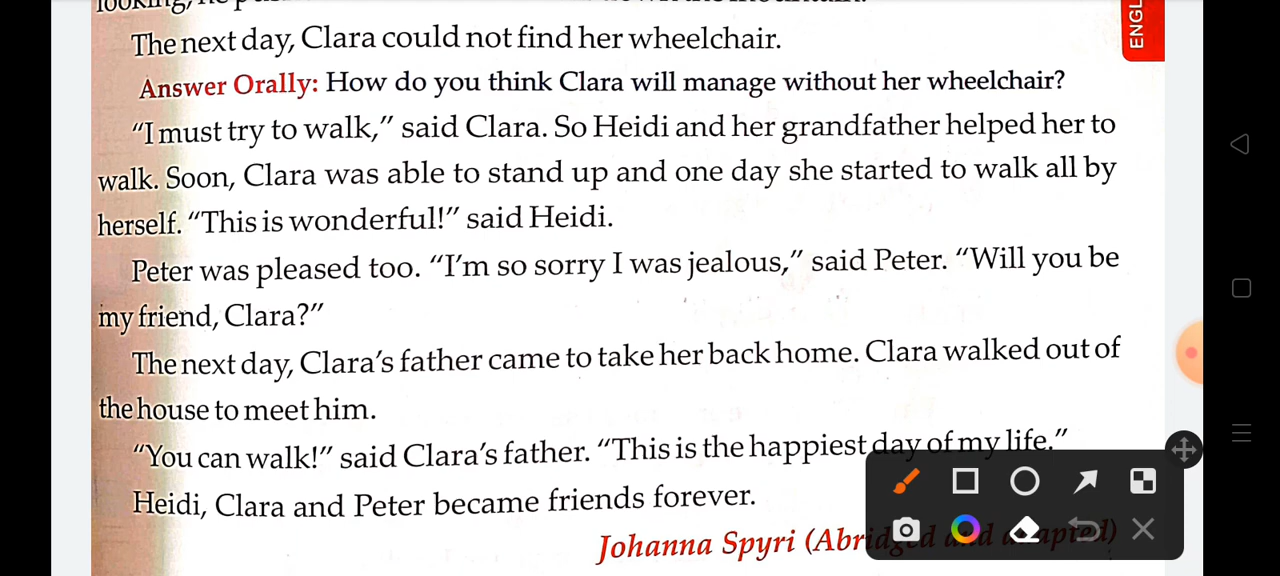 The next day, Clara could not find her wheelchair.
Answer Orally: How do you think Clara will manage without her wheelchair?
“I must try to walk,” said Clara. So Heidi and her grandfather helped her to
walk. Soon, Clara was able to stand up and one day she started to walk all by
herself. “This is wonderful!” said Heidi.
Peter was pleased too. “I’m so sorry I was jealous,” said Peter. “Will you be
my friend, Clara?”
The next day, Clara’s father came to take her back home. Clara walked out of
the house to meet him.
“You can walk!” said Clara’s father. “This is the happiest day of my life.”
Heidi, Clara and Peter became friends forever.
Johanna Spyri (Abridged and adapted)
ENGL